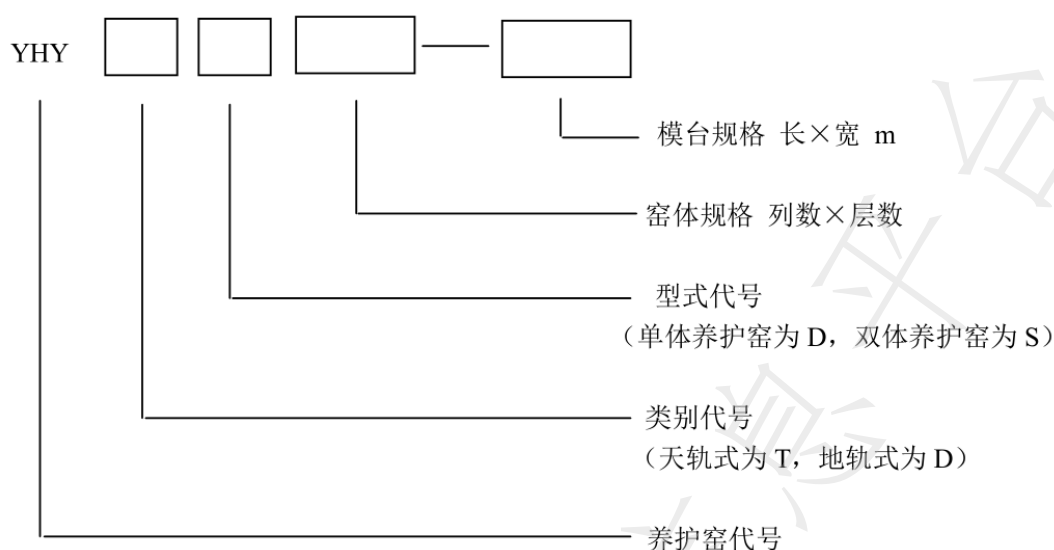 YHY
模台规格 长×宽 m
窑体规格 列数×层数
型式代号
（单体养护窑为 D，双体养护窑为 S）
类别代号
（天轨式为 T，地轨式为 D）
养护窑代号